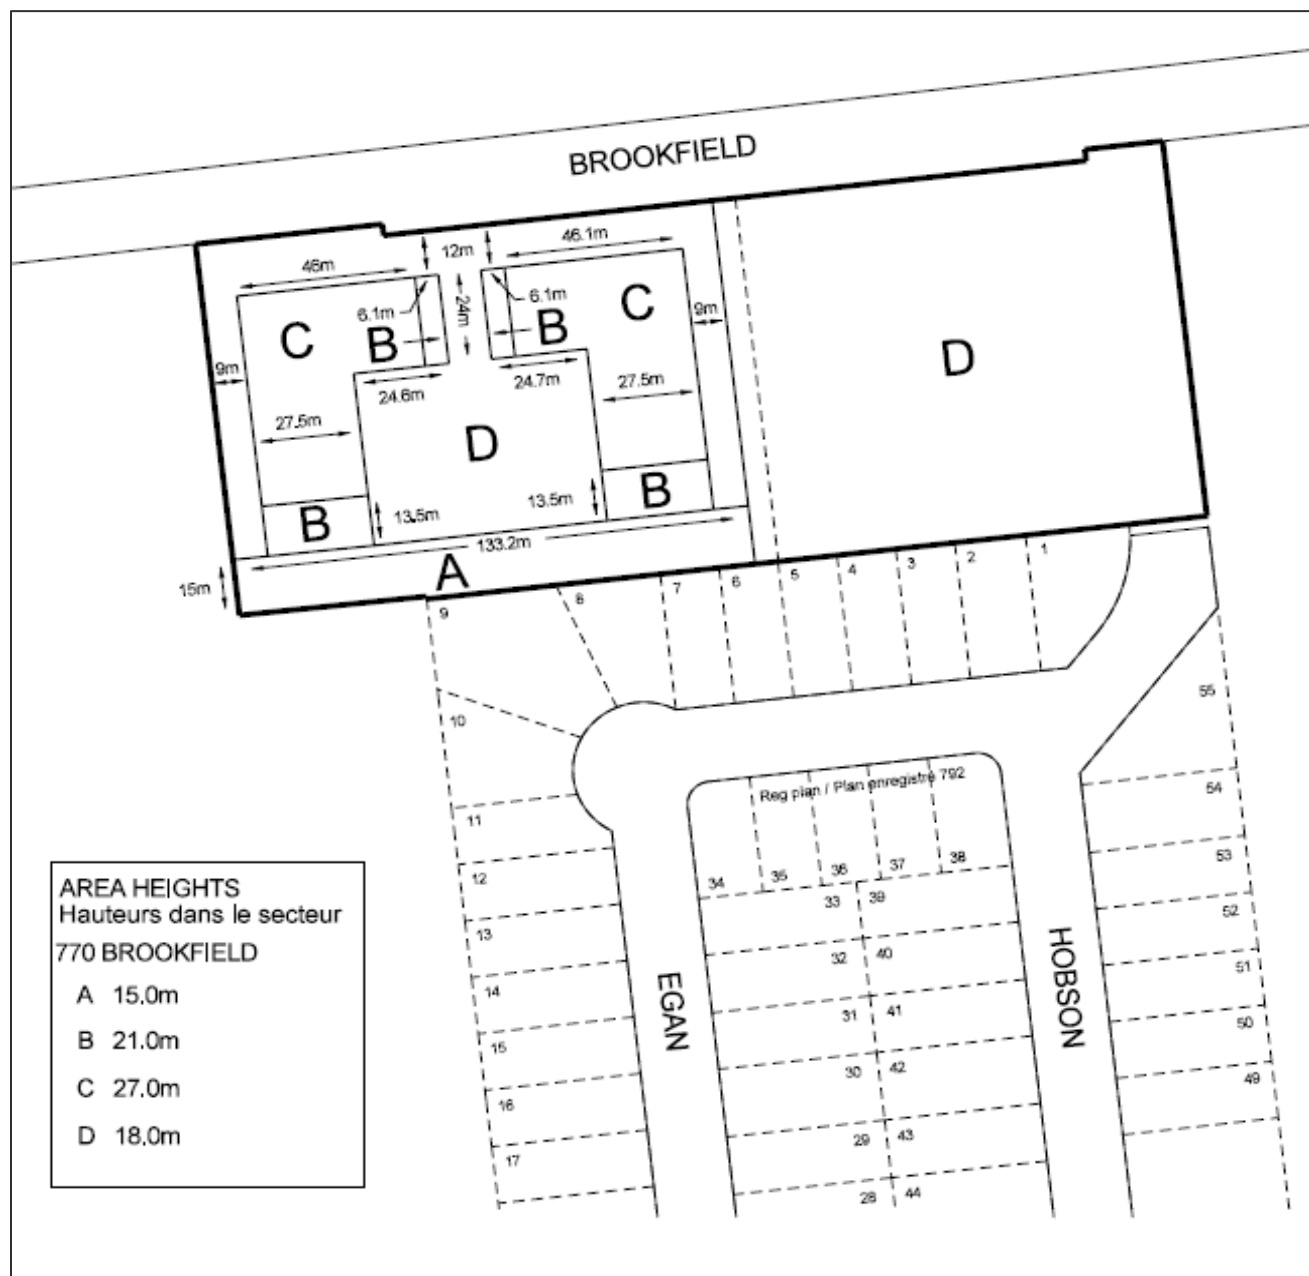 BROOKFIELD
46m
12m
46.1m
6.1m
24m
6.1m
C
B
B
C
9m
9m
D
24.6m
24.7m
27.5m
27.5m
D
B
13.5m
13.5m
B
133.2m
A
15m
9
8
7
6
5
4
3
2
1
10
55
Reg plan / Plan enregistré 792
54
11
34
35
36
37
38
53
12
33
39
52
13
32
40
51
14
31
41
50
15
30
42
49
16
29
43
17
28
44
EGAN
HOBSON
AREA HEIGHTS
Hauteurs dans le secteur
770 BROOKFIELD
A 15.0m
B 21.0m
C 27.0m
D 18.0m